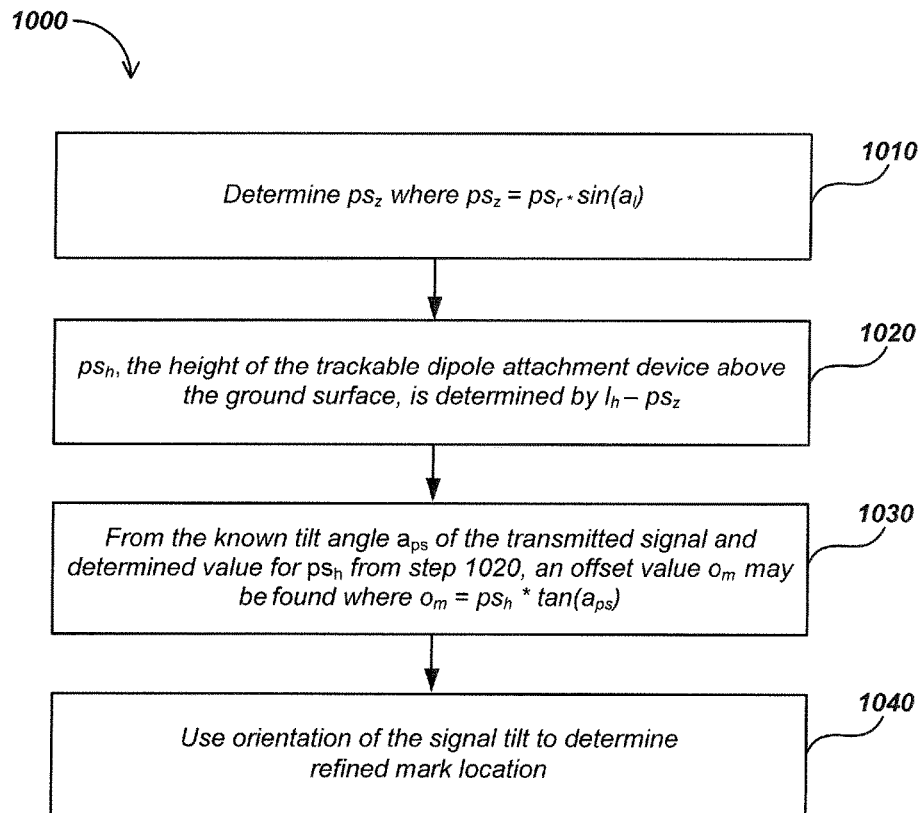 1000
1010
Determine ps_z where ps_z = ps_r * sin(a_l)
1020
ps_h, the height of the trackable dipole attachment device above
the ground surface, is determined by l_h – ps_z
1030
From the known tilt angle a_ps of the transmitted signal and
determined value for ps_h from step 1020, an offset value o_m may
be found where o_m = ps_h * tan(a_ps)
1040
Use orientation of the signal tilt to determine
refined mark location